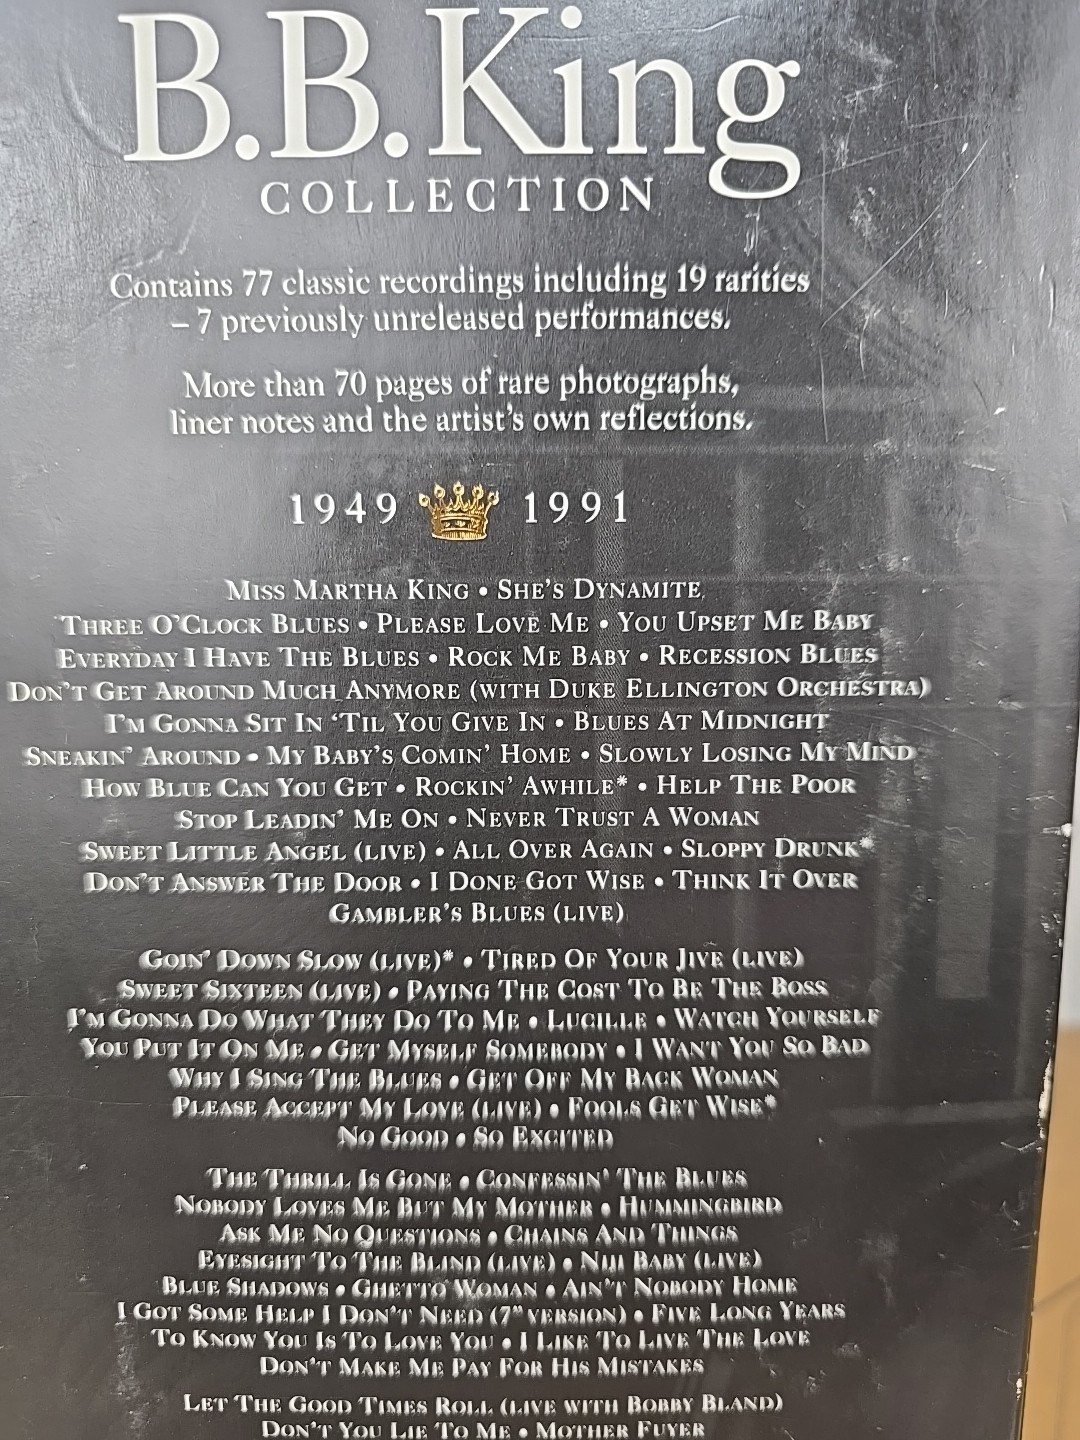 B.B.King
COLLECTION
Contains 77 classic recordings including 19 rarities
– 7 previously unreleased performances.
More than 70 pages of rare photographs,
liner notes and the artist's own reflections.
1949 1991
MISS MARTHA KING • SHE'S DYNAMITE
THREE O'CLOCK BLUES • PLEASE LOVE ME • YOU UPSET ME BABY
EVERYDAY I HAVE THE BLUES • ROCK ME BABY • RECESSION BLUES
DON'T GET AROUND MUCH ANYMORE (WITH DUKE ELLINGTON ORCHESTRA)
I'M GONNA SIT IN 'TIL YOU GIVE IN • BLUES AT MIDNIGHT
SNEAKIN' AROUND • MY BABY'S COMIN' HOME • SLOWLY LOSING MY MIND
HOW BLUE CAN YOU GET • ROCKIN' AWHILE* • HELP THE POOR
STOP LEADIN' ME ON • NEVER TRUST A WOMAN
SWEET LITTLE ANGEL (LIVE) • ALL OVER AGAIN • SLOPPY DRUNK*
DON'T ANSWER THE DOOR • I DONE GOT WISE • THINK IT OVER
GAMBLER'S BLUES (LIVE)
GOIN' DOWN SLOW (LIVE)* • TIRED OF YOUR JIVE (LIVE)
SWEET SIXTEEN (LIVE) • PAYING THE COST TO BE THE BOSS
I'M GONNA DO WHAT THEY DO TO ME • LUCILLE • WATCH YOURSELF
YOU PUT IT ON ME • GET MYSELF SOMEBODY • I WANT YOU SO BAD
WHY I SING THE BLUES • GET OFF MY BACK WOMAN
PLEASE ACCEPT MY LOVE (LIVE) • FOOLS GET WISE*
NO GOOD • SO EXCITED
THE THRILL IS GONE • CONFESSIN' THE BLUES
NOBODY LOVES ME BUT MY MOTHER • HUMMINGBIRD
ASK ME NO QUESTIONS • CHAINS AND THINGS
EYESIGHT TO THE BLIND (LIVE) • NIJI BABY (LIVE)
BLUE SHADOWS • GHETTO WOMAN • AIN'T NOBODY HOME
I GOT SOME HELP I DON'T NEED (7" VERSION) • FIVE LONG YEARS
TO KNOW YOU IS TO LOVE YOU • I LIKE TO LIVE THE LOVE
DON'T MAKE ME PAY FOR HIS MISTAKES
LET THE GOOD TIMES ROLL (LIVE WITH BOBBY BLAND)
DON'T YOU LIE TO ME • MOTHER FUYER